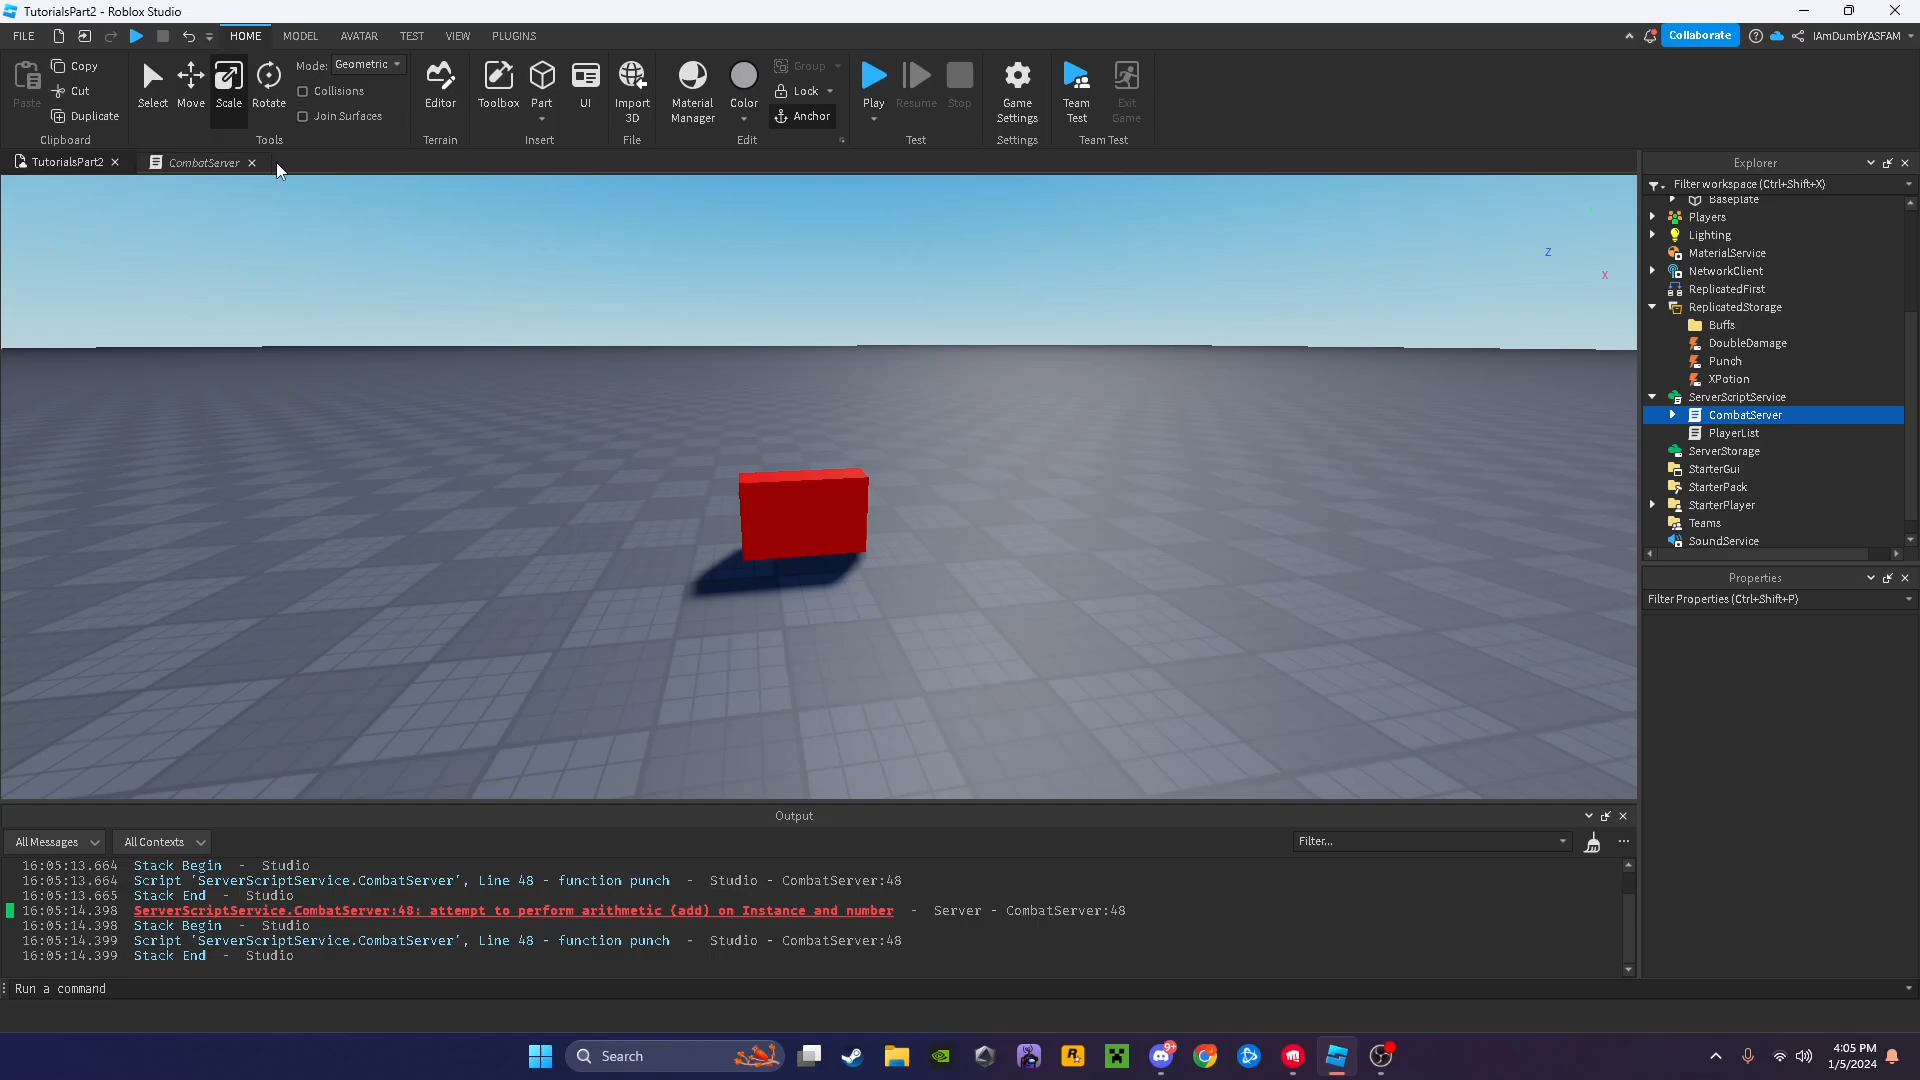 TutorialsPart2 - Roblox Studio
FILE HOME MODEL AVATAR TEST VIEW PLUGINS Collaborate IAmDumbYASFAM
Paste Copy Cut Duplicate Clipboard
Select Move Scale Rotate Mode: Geometric Collisions Join Surfaces Tools
Editor Terrain
Toolbox Part UI Insert
Import 3D File
Material Manager Color Group Lock Anchor Edit
Play Resume Stop Test
Game Settings Settings
Team Test Exit Game Team Test
TutorialsPart2 CombatServer
Z
X
Explorer
Filter workspace (Ctrl+Shift+X)
Baseplate
Players
Lighting
MaterialService
NetworkClient
ReplicatedFirst
ReplicatedStorage
Buffs
DoubleDamage
Punch
XPotion
ServerScriptService
CombatServer
PlayerList
ServerStorage
StarterGui
StarterPack
StarterPlayer
Teams
SoundService
Properties
Filter Properties (Ctrl+Shift+P)
Output
All Messages All Contexts Filter...
16:05:13.664 Stack Begin - Studio
16:05:13.664 Script 'ServerScriptService.CombatServer', Line 48 - function punch - Studio - CombatServer:48
16:05:13.665 Stack End - Studio
16:05:14.398 ServerScriptService.CombatServer:48: attempt to perform arithmetic (add) on Instance and number - Server - CombatServer:48
16:05:14.398 Stack Begin - Studio
16:05:14.399 Script 'ServerScriptService.CombatServer', Line 48 - function punch - Studio - CombatServer:48
16:05:14.399 Stack End - Studio
Run a command
Search
9+
4:05 PM
1/5/2024